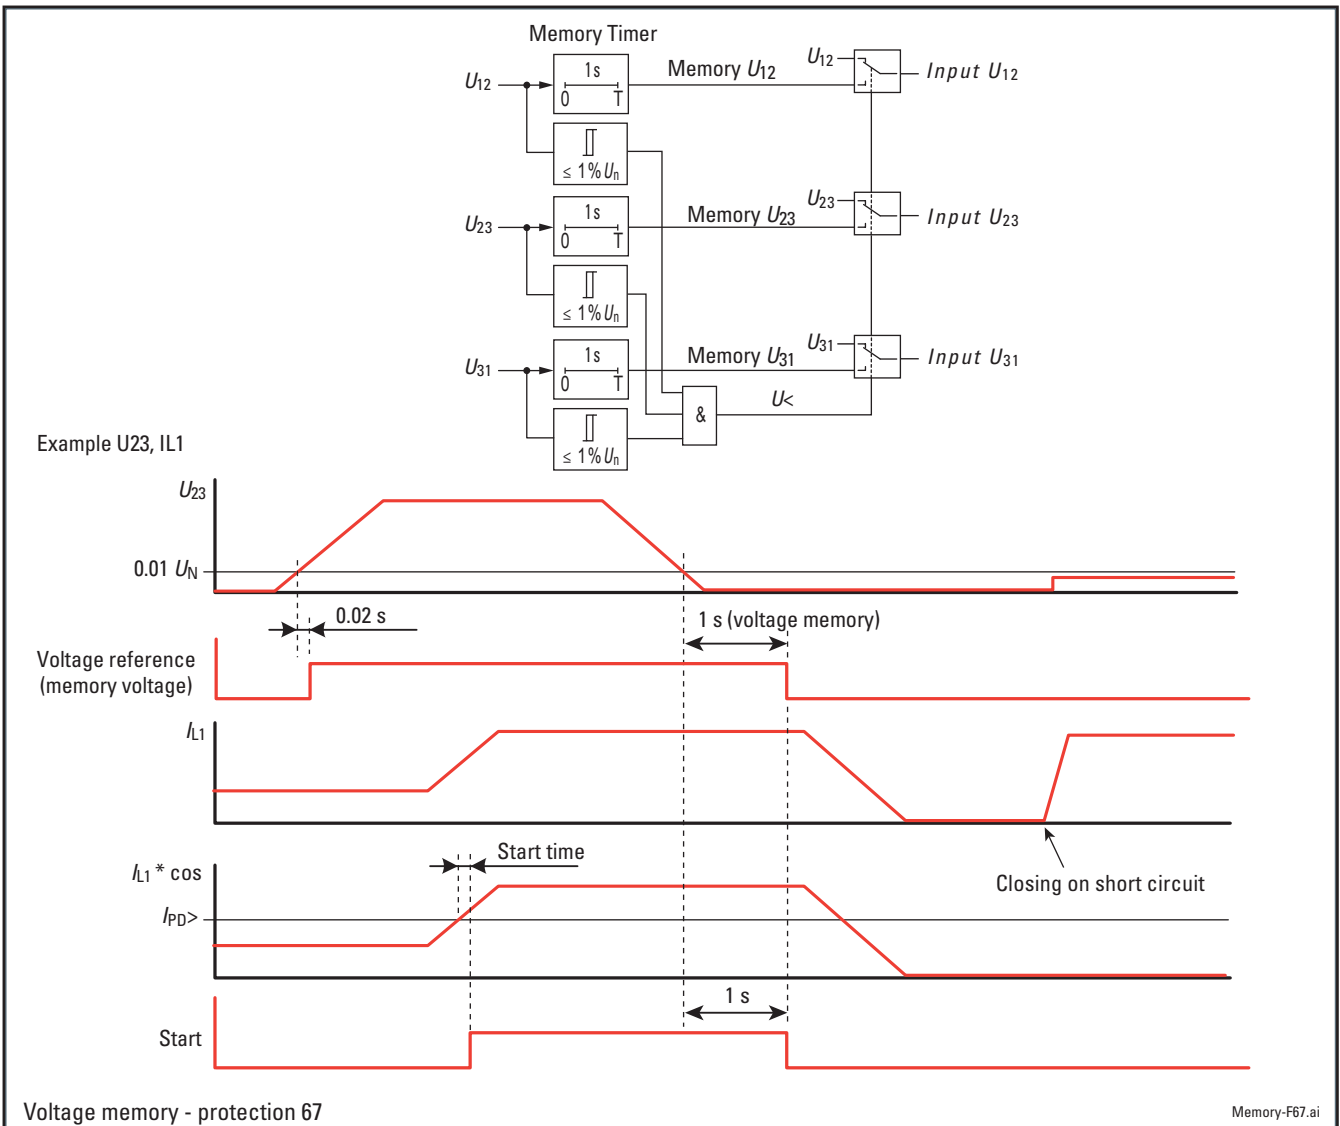 Memory Timer
U12
1s
0 T
Memory U12
U12
Input U12
≤ 1% Un
U23
1s
0 T
Memory U23
U23
Input U23
≤ 1% Un
U31
1s
0 T
Memory U31
U31
Input U31
&
U<
≤ 1% Un
Example U23, IL1
U23
0.01 UN
0.02 s
1 s (voltage memory)
Voltage reference
(memory voltage)
IL1
Closing on short circuit
Start time
IL1 * cos
IPD>
1 s
Start
Voltage memory - protection 67
Memory-F67.ai